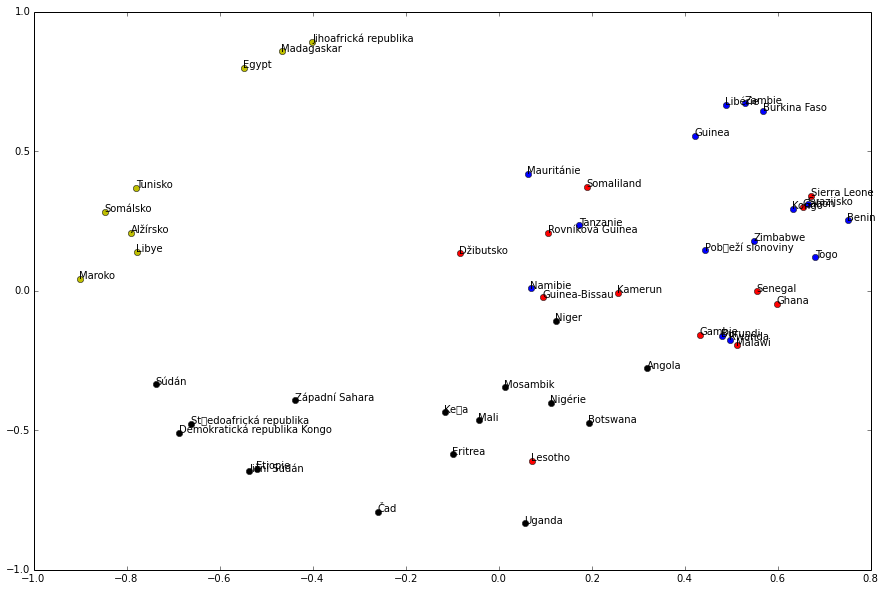 1.0
Jihoafrická republika
Madagaskar
Egypt
Zambie
Burkina Faso
Guinea
0.5
Mauritánie
Somaliland
Tunisko
Sierra Leone
Somálsko
Benin
Tanzanie
Alžírsko
Rovníková Guinea
Zimbabwe
Libye
Džibutsko
Togo
Maroko
0.0
Namibie
Guinea-Bissau
Kamerun
Senegal
Ghana
Niger
Malawi
Angola
Súdán
Mosambik
Západní Sahara
Nigérie
Mali
Botswana
Demokratická republika Kongo
-0.5
Eritrea
Lesotho
Etiopie
Jižní Súdán
Čad
Uganda
-1.0
-1.0 -0.8 -0.6 -0.4 -0.2 0.0 0.2 0.4 0.6 0.8